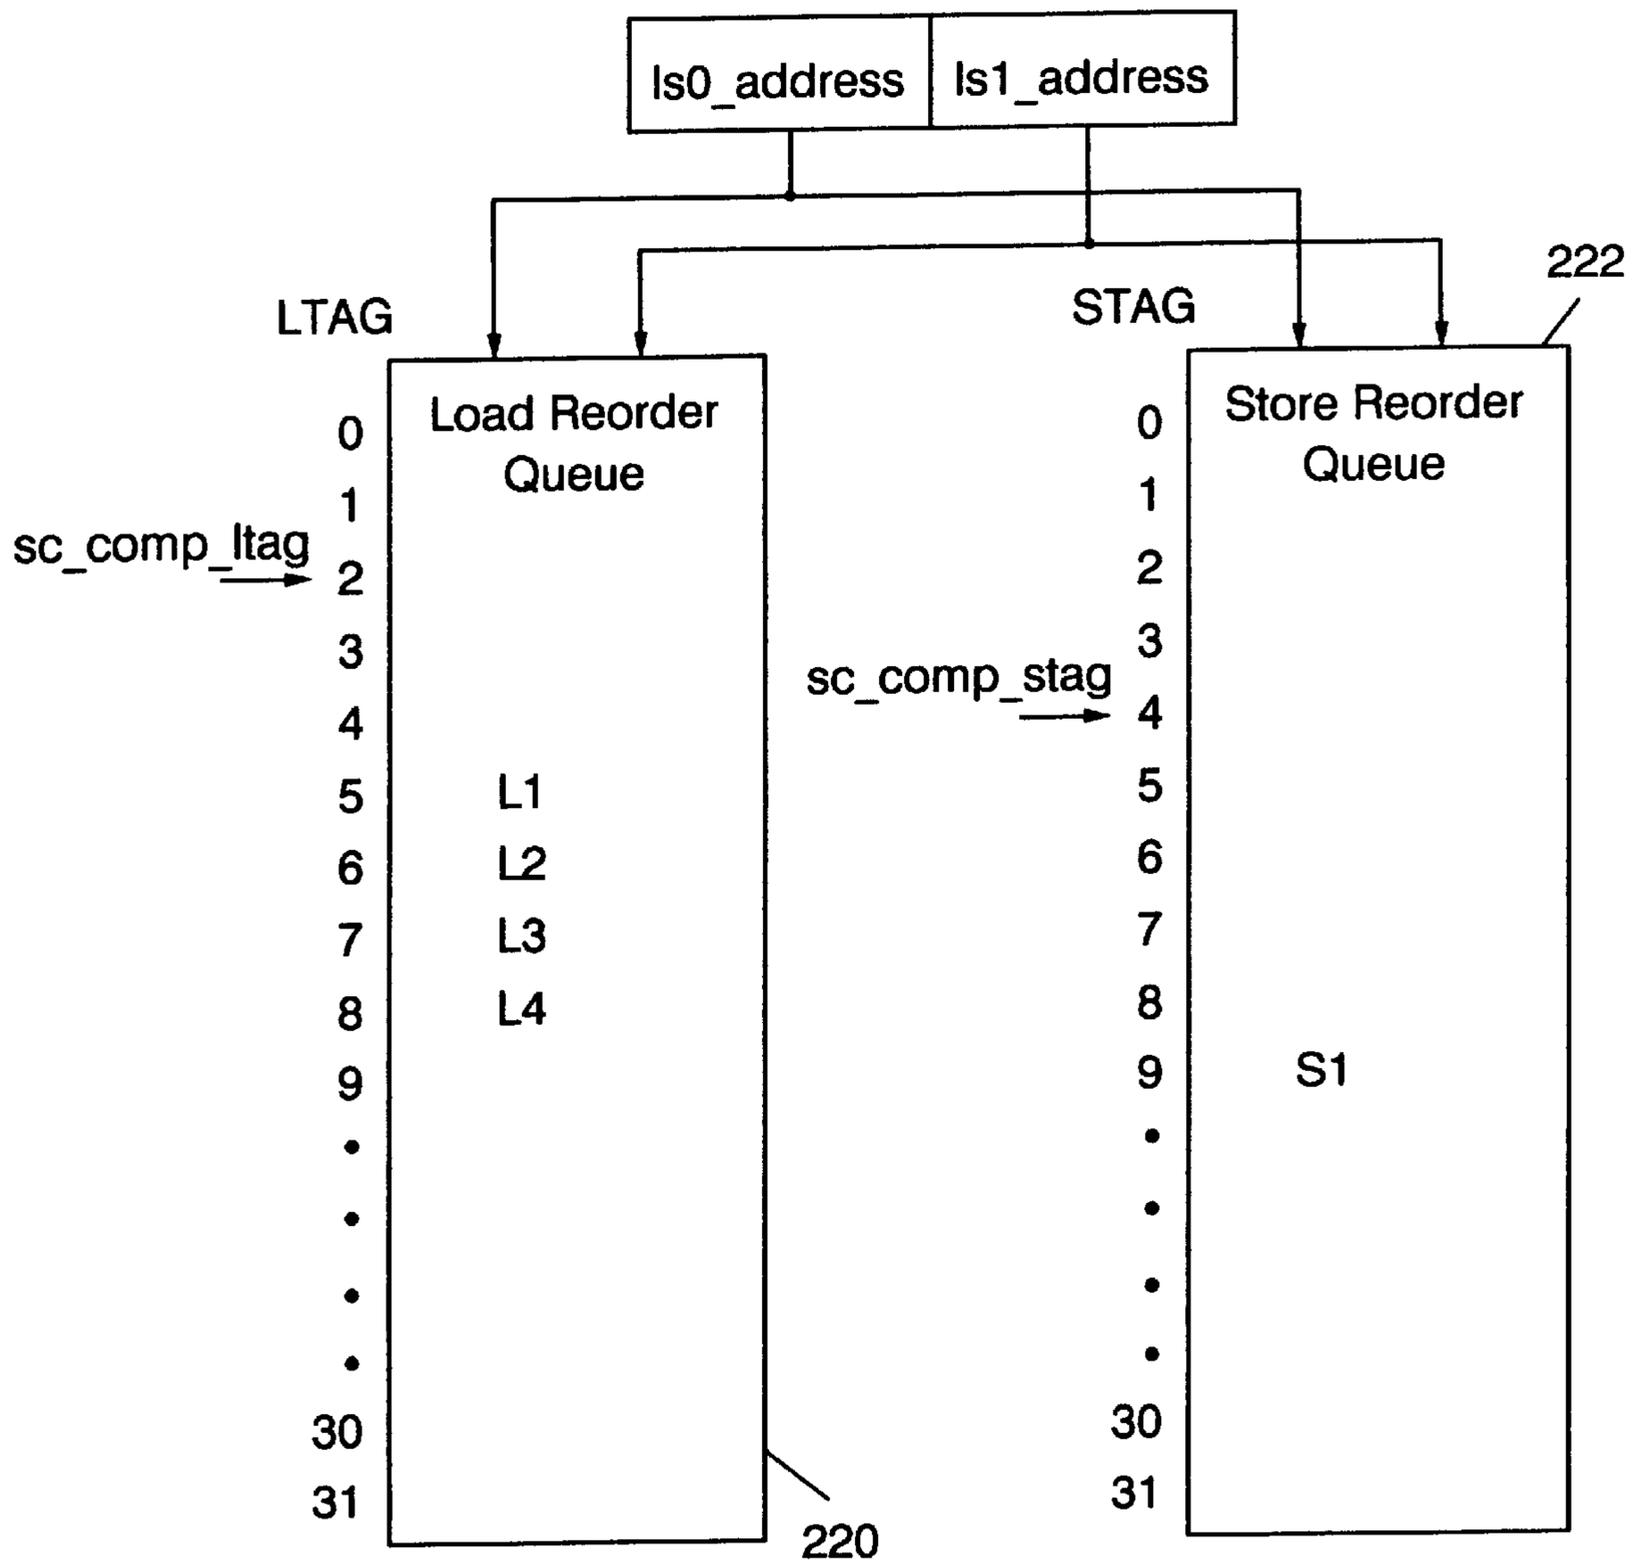 ls0_address ls1_address
222
LTAG
STAG
Load Reorder
Queue
Store Reorder
Queue
0
1
sc_comp_ltag
2
3
4
5 L1
6 L2
7 L3
8 L4
9
30
31
220
0
1
2
3
sc_comp_stag
4
5
6
7
8
9 S1
30
31